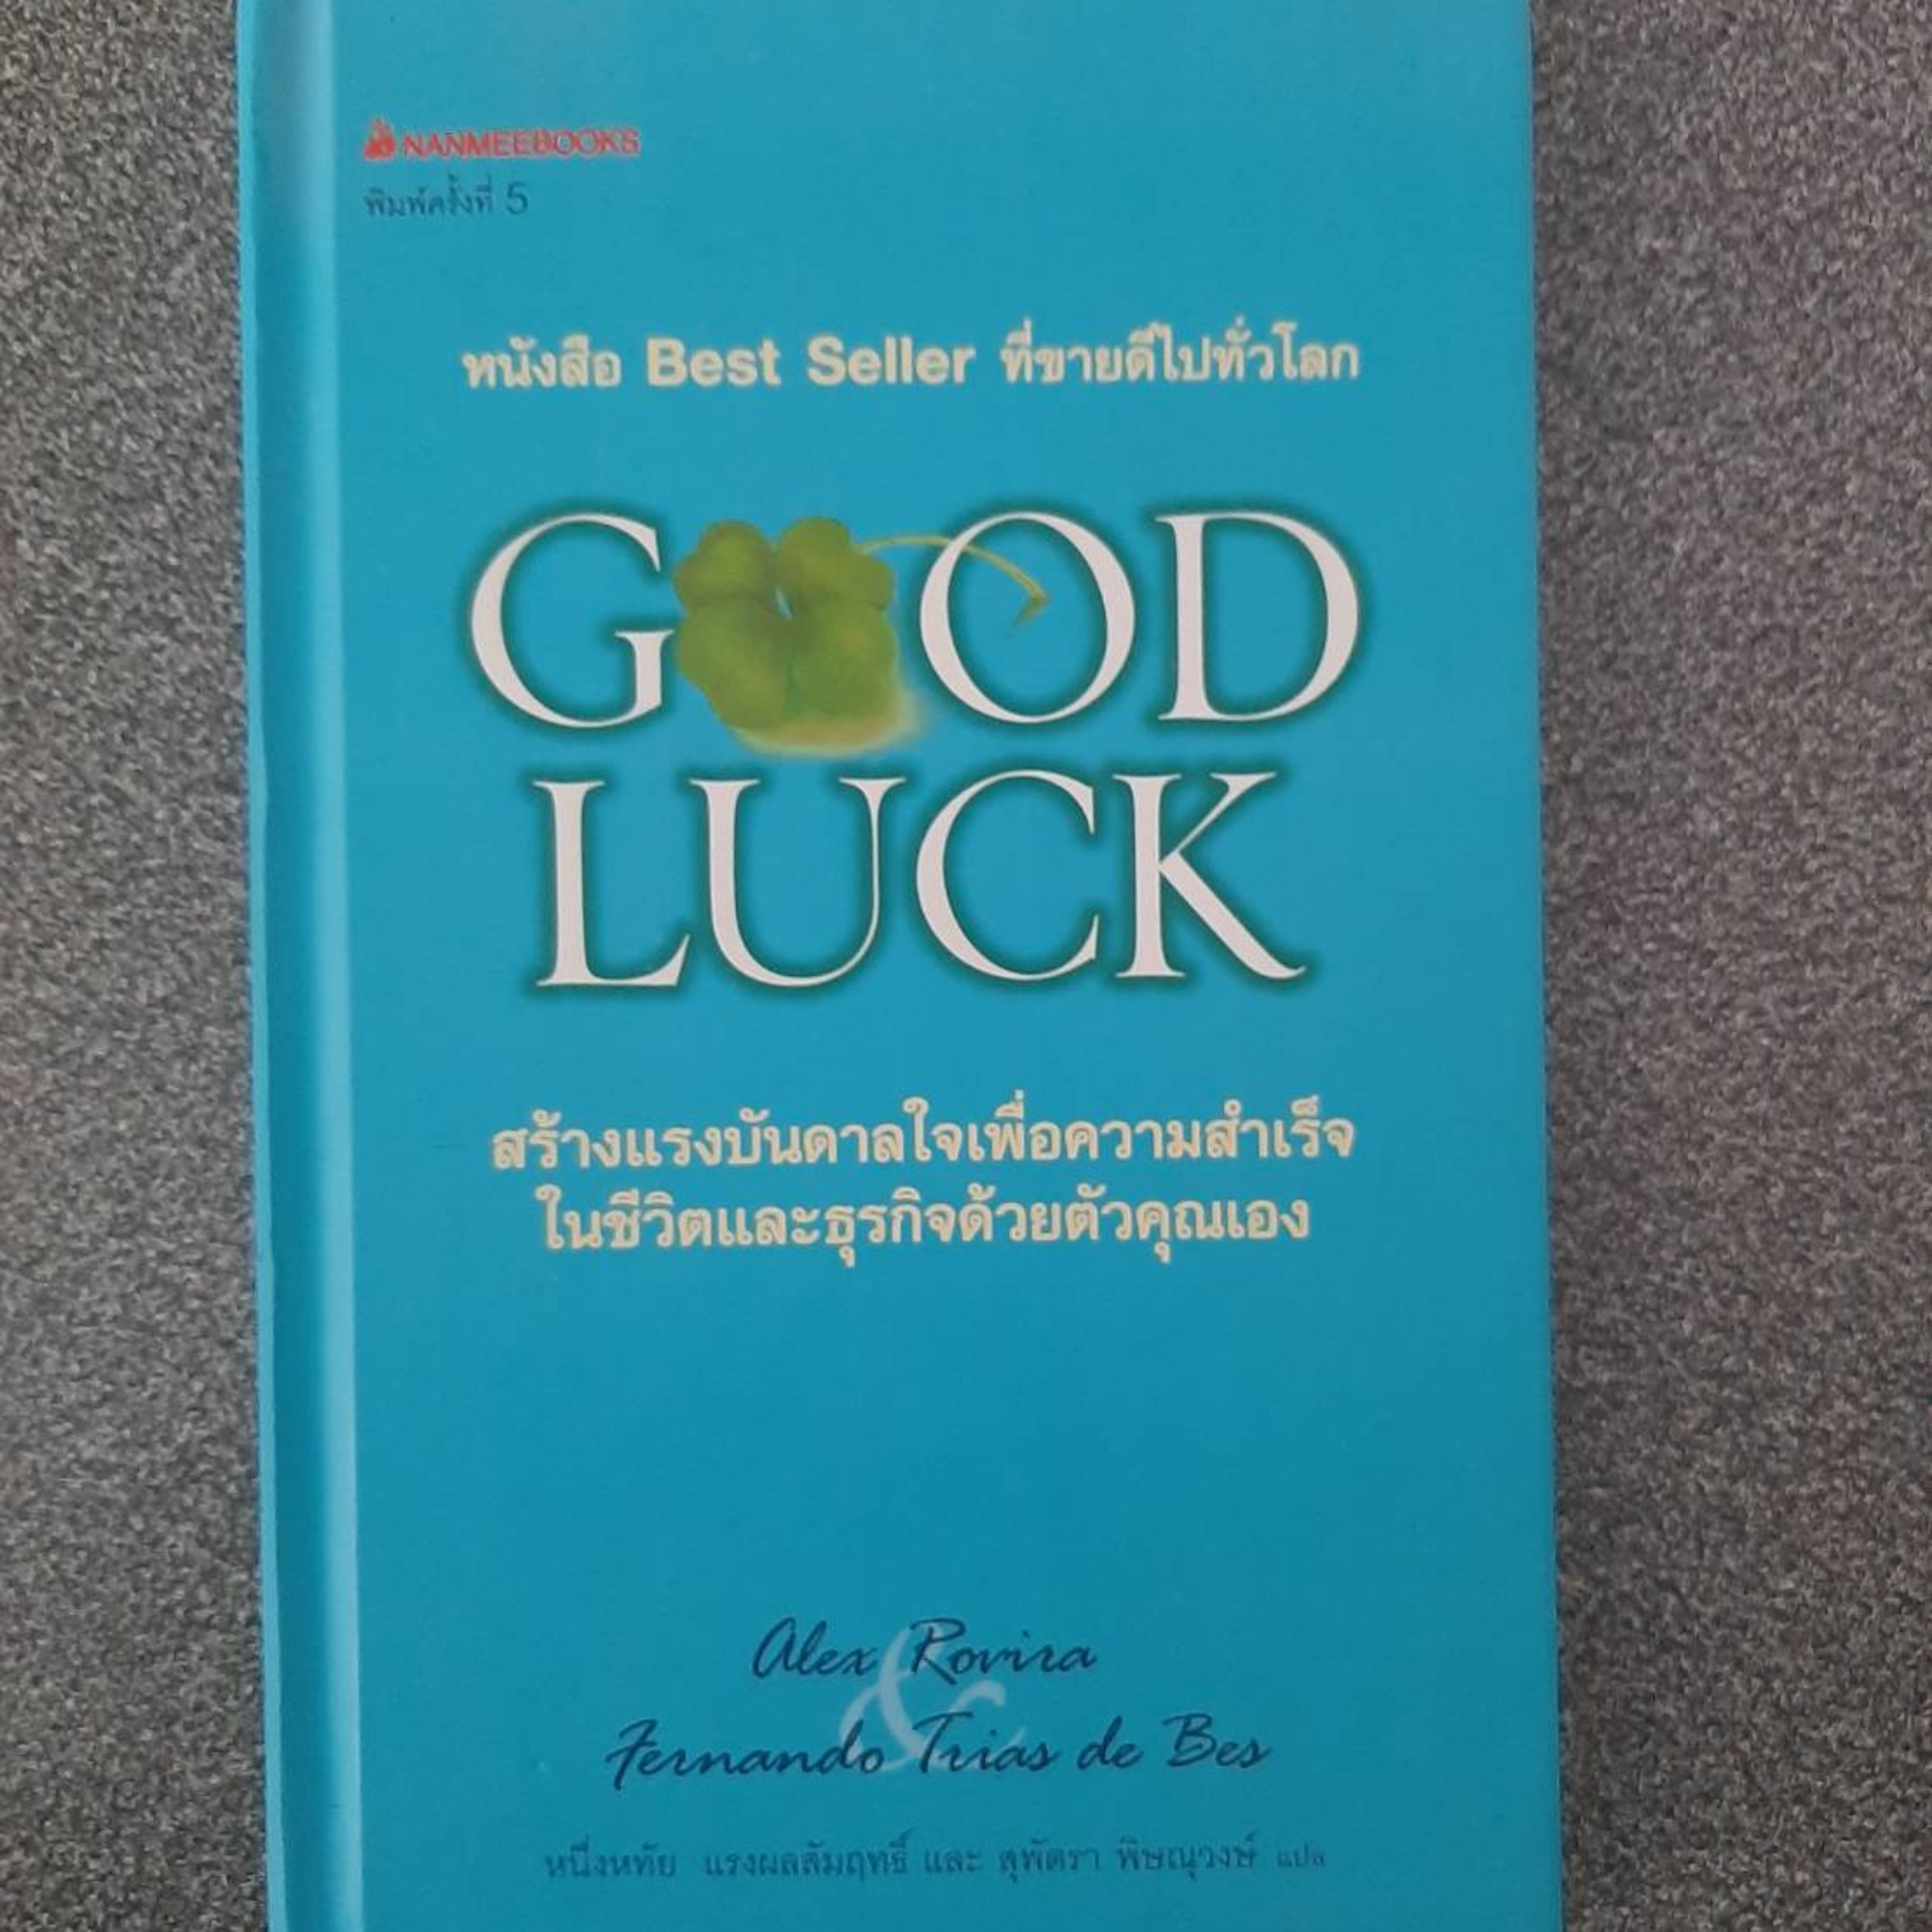 NANMEEBOOKS
พิมพ์ครั้งที่ 5
หนังสือ Best Seller ที่ขายดีไปทั่วโลก
GOOD
LUCK
สร้างแรงบันดาลใจเพื่อความสำเร็จ
ในชีวิตและธุรกิจด้วยตัวคุณเอง
Alex Rovira
&
Fernando Trias de Bes
หนึ่งหทัย แรงผลสัมฤทธิ์ และ สุพัตรา พิษณุวงษ์ แปล